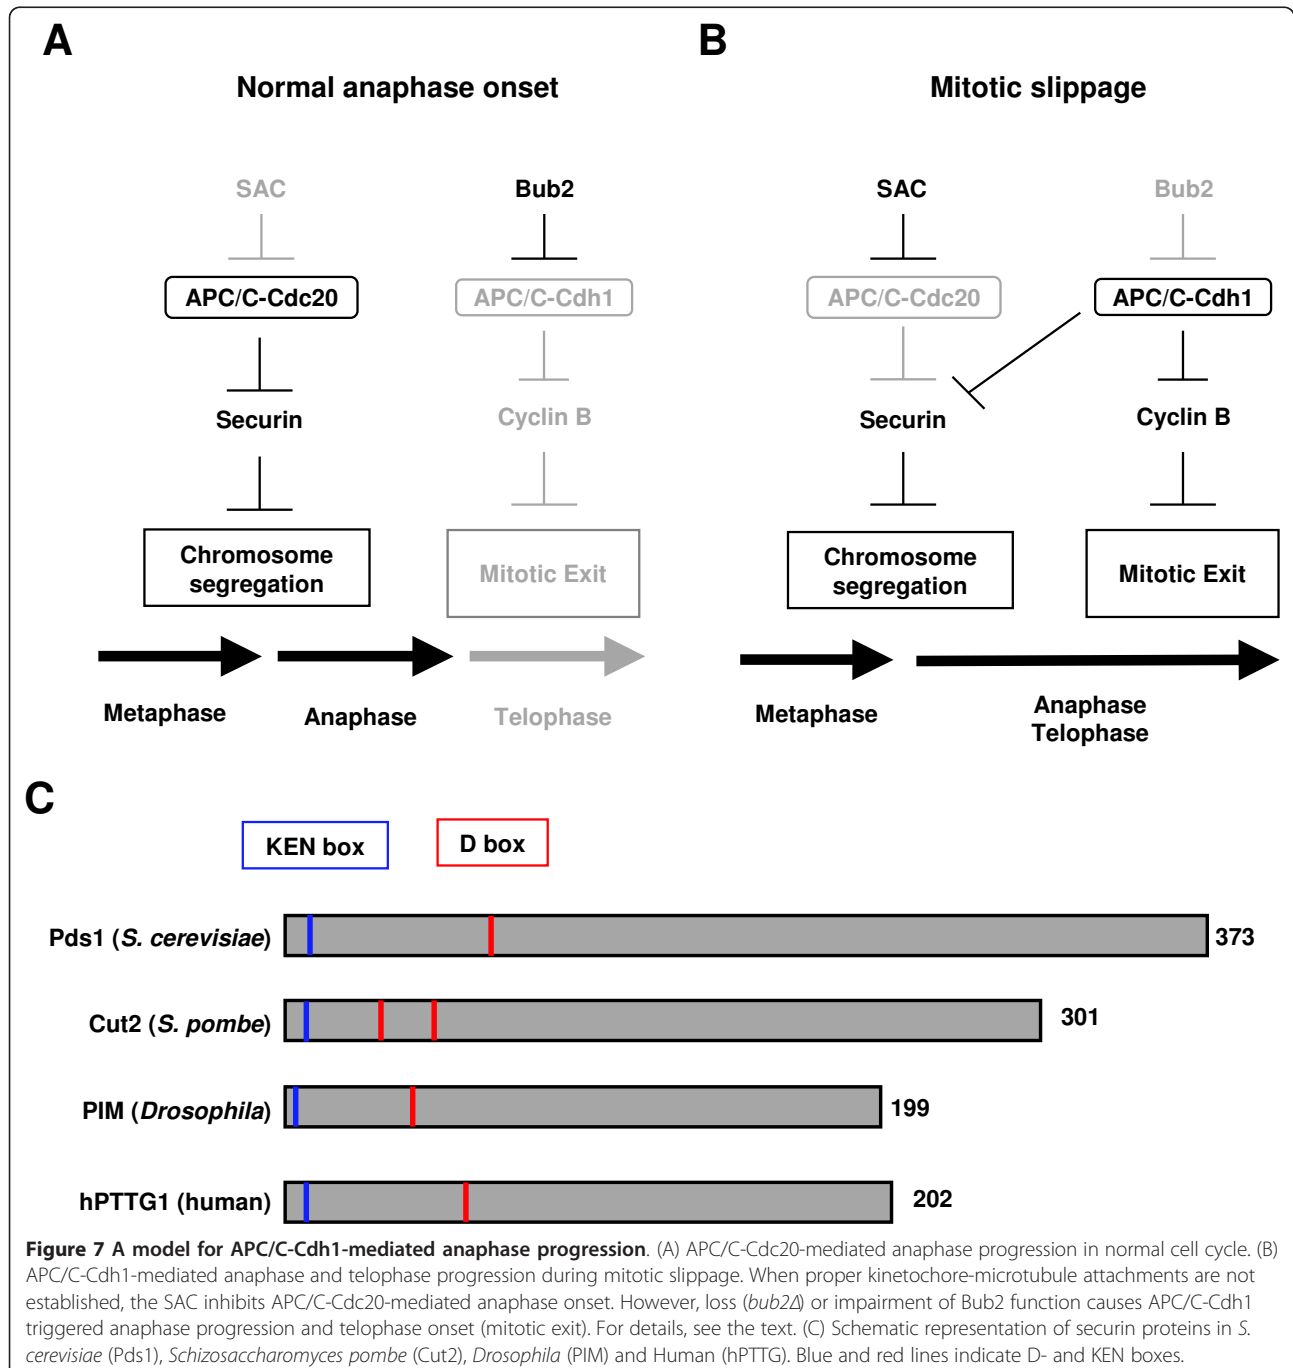 A
Normal anaphase onset
SAC
Bub2
APC/C-Cdc20
APC/C-Cdh1
Securin
Cyclin B
Chromosome
segregation
Mitotic Exit
Metaphase
Anaphase
Telophase
B
Mitotic slippage
SAC
Bub2
APC/C-Cdc20
APC/C-Cdh1
Securin
Cyclin B
Chromosome
segregation
Mitotic Exit
Metaphase
Anaphase
Telophase
C
KEN box
D box
Pds1 (S. cerevisiae)
373
Cut2 (S. pombe)
301
PIM (Drosophila)
199
hPTTG1 (human)
202
Figure 7 A model for APC/C-Cdh1-mediated anaphase progression. (A) APC/C-Cdc20-mediated anaphase progression in normal cell cycle. (B)
APC/C-Cdh1-mediated anaphase and telophase progression during mitotic slippage. When proper kinetochore-microtubule attachments are not
established, the SAC inhibits APC/C-Cdc20-mediated anaphase onset. However, loss (bub2Δ) or impairment of Bub2 function causes APC/C-Cdh1
triggered anaphase progression and telophase onset (mitotic exit). For details, see the text. (C) Schematic representation of securin proteins in S.
cerevisiae (Pds1), Schizosaccharomyces pombe (Cut2), Drosophila (PIM) and Human (hPTTG). Blue and red lines indicate D- and KEN boxes.